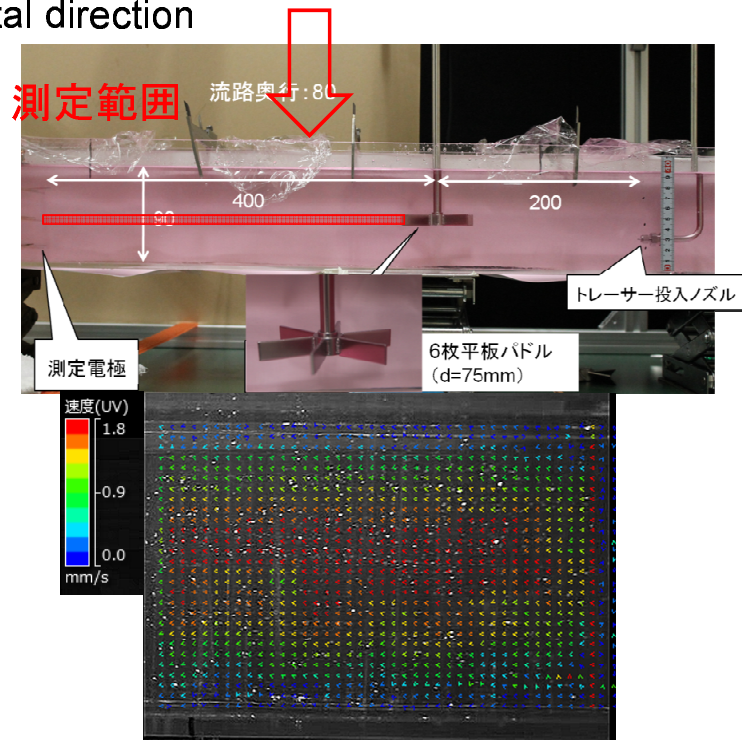 tal direction
測定範囲
流路奥行:80
400
200
90
トレーサー投入ノズル
測定電極
6枚平板パドル
(d=75mm)
速度(UV)
1.8
0.9
0.0
mm/s